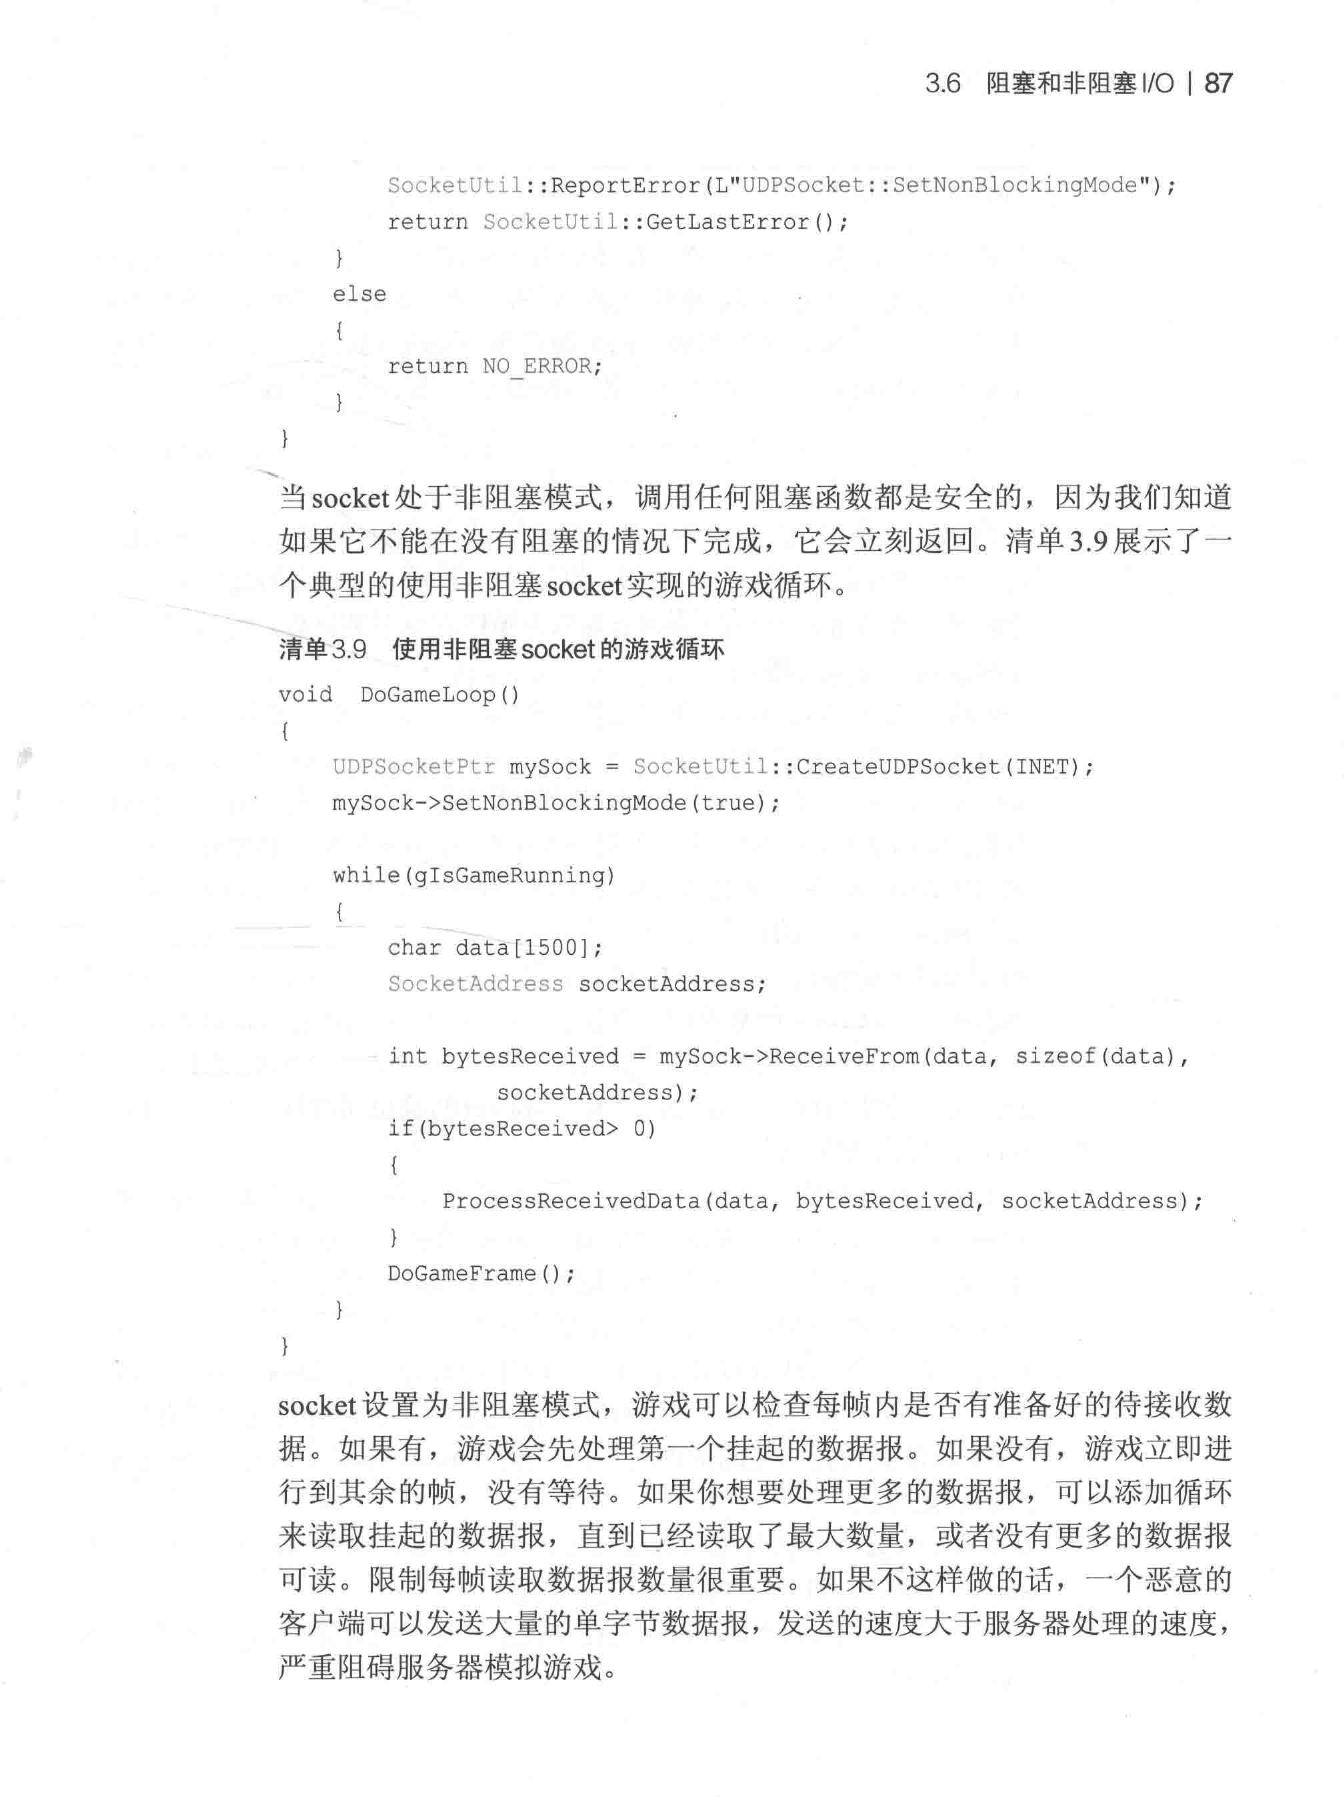 3.6 阻塞和非阻塞I/O | 87
SocketUtil::ReportError(L"UDPSocket::SetNonBlockingMode");
return SocketUtil::GetLastError();
}
else
{
return NO_ERROR;
}
}
当socket处于非阻塞模式，调用任何阻塞函数都是安全的，因为我们知道
如果它不能在没有阻塞的情况下完成，它会立刻返回。清单3.9展示了一
个典型的使用非阻塞socket实现的游戏循环。
清单3.9 使用非阻塞socket的游戏循环
void DoGameLoop()
{
UDPSocketPtr mySock = SocketUtil::CreateUDPSocket(INET);
mySock->SetNonBlockingMode(true);
while(gIsGameRunning)
{
char data[1500];
SocketAddress socketAddress;
int bytesReceived = mySock->ReceiveFrom(data, sizeof(data),
socketAddress);
if(bytesReceived> 0)
{
ProcessReceivedData(data, bytesReceived, socketAddress);
}
DoGameFrame();
}
}
socket设置为非阻塞模式，游戏可以检查每帧内是否有准备好的待接收数
据。如果有，游戏会先处理第一个挂起的数据报。如果没有，游戏立即进
行到其余的帧，没有等待。如果你想要处理更多的数据报，可以添加循环
来读取挂起的数据报，直到已经读取了最大数量，或者没有更多的数据报
可读。限制每帧读取数据报数量很重要。如果不这样做的话，一个恶意的
客户端可以发送大量的单字节数据报，发送的速度大于服务器处理的速度，
严重阻碍服务器模拟游戏。